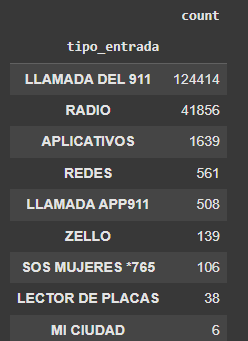 count
tipo_entrada
LLAMADA DEL 911 124414
RADIO 41856
APLICATIVOS 1639
REDES 561
LLAMADA APP911 508
ZELLO 139
SOS MUJERES *765 106
LECTOR DE PLACAS 38
MI CIUDAD 6